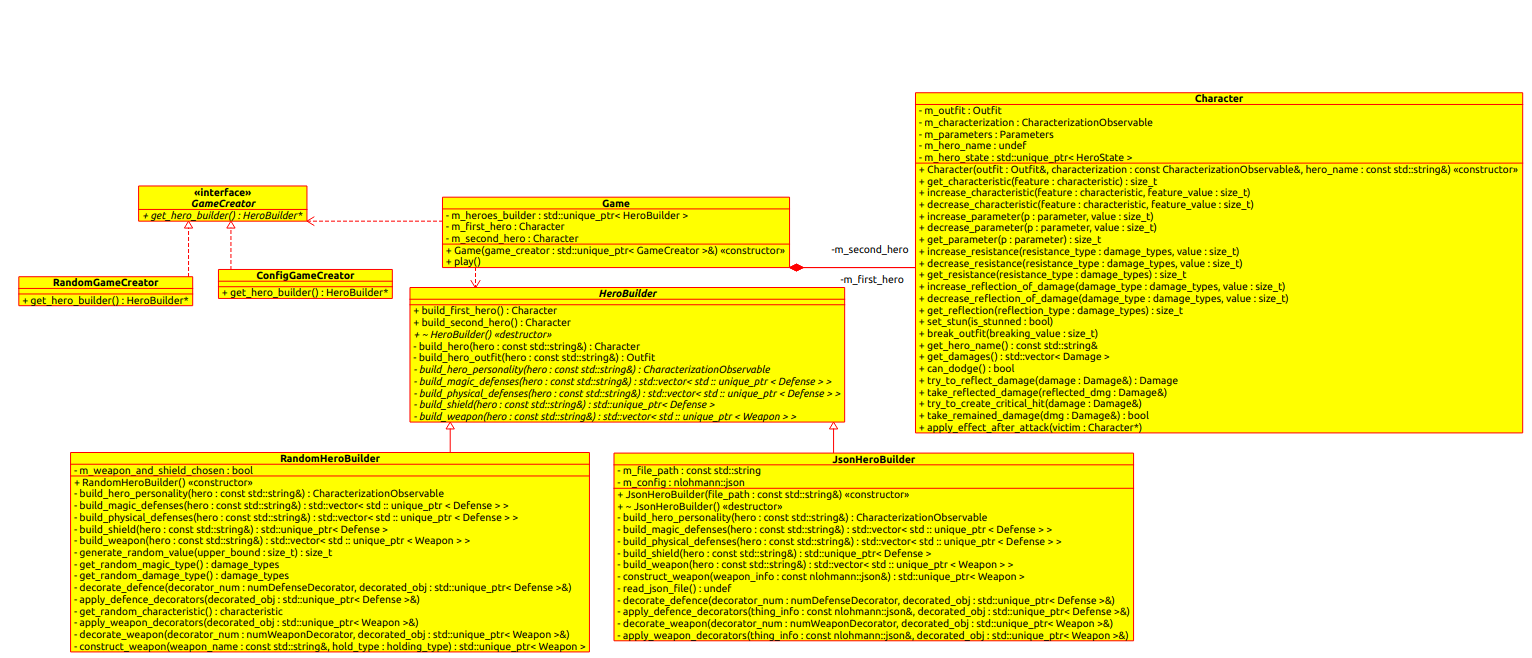 «interface»
GameCreator
+ get_hero_builder() : HeroBuilder*
RandomGameCreator
+ get_hero_builder() : HeroBuilder*
ConfigGameCreator
+ get_hero_builder() : HeroBuilder*
Game
- m_heroes_builder : std::unique_ptr< HeroBuilder >
- m_first_hero : Character
- m_second_hero : Character
+ Game(game_creator : std::unique_ptr< GameCreator >&) «constructor»
+ play()
-m_second_hero
-m_first_hero
HeroBuilder
+ build_first_hero() : Character
+ build_second_hero() : Character
+ ~ HeroBuilder() «destructor»
- build_hero(hero : const std::string&) : Character
- build_hero_outfit(hero : const std::string&) : Outfit
- build_hero_personality(hero : const std::string&) : CharacterizationObservable
- build_magic_defenses(hero : const std::string&) : std::vector< std :: unique_ptr < Defense > >
- build_physical_defenses(hero : const std::string&) : std::vector< std :: unique_ptr < Defense > >
- build_shield(hero : const std::string&) : std::unique_ptr< Defense >
- build_weapon(hero : const std::string&) : std::vector< std :: unique_ptr < Weapon > >
Character
- m_outfit : Outfit
- m_characterization : CharacterizationObservable
- m_parameters : Parameters
- m_hero_name : undef
- m_hero_state : std::unique_ptr< HeroState >
+ Character(outfit : Outfit&, characterization : const CharacterizationObservable&, hero_name : const std::string&) «constructor»
+ get_characteristic(feature : characteristic) : size_t
+ increase_characteristic(feature : characteristic, feature_value : size_t)
+ decrease_characteristic(feature : characteristic, feature_value : size_t)
+ increase_parameter(p : parameter, value : size_t)
+ decrease_parameter(p : parameter, value : size_t)
+ get_parameter(p : parameter) : size_t
+ increase_resistance(resistance_type : damage_types, value : size_t)
+ decrease_resistance(resistance_type : damage_types, value : size_t)
+ get_resistance(resistance_type : damage_types) : size_t
+ increase_reflection_of_damage(damage_type : damage_types, value : size_t)
+ decrease_reflection_of_damage(damage_type : damage_types, value : size_t)
+ get_reflection(reflection_type : damage_types) : size_t
+ set_stun(is_stunned : bool)
+ break_outfit(breaking_value : size_t)
+ get_hero_name() : const std::string&
+ get_damages() : std::vector< Damage >
+ can_dodge() : bool
+ try_to_reflect_damage(damage : Damage&) : Damage
+ take_reflected_damage(reflected_dmg : Damage&)
+ try_to_create_critical_hit(damage : Damage&)
+ take_remained_damage(dmg : Damage&) : bool
+ apply_effect_after_attack(victim : Character*)
RandomHeroBuilder
- m_weapon_and_shield_chosen : bool
+ RandomHeroBuilder() «constructor»
- build_hero_personality(hero : const std::string&) : CharacterizationObservable
- build_magic_defenses(hero : const std::string&) : std::vector< std :: unique_ptr < Defense > >
- build_physical_defenses(hero : const std::string&) : std::vector< std :: unique_ptr < Defense > >
- build_shield(hero : const std::string&) : std::unique_ptr< Defense >
- build_weapon(hero : const std::string&) : std::vector< std :: unique_ptr < Weapon > >
- generate_random_value(upper_bound : size_t) : size_t
- get_random_magic_type() : damage_types
- get_random_damage_type() : damage_types
- decorate_defence(decorator_num : numDefenseDecorator, decorated_obj : std::unique_ptr< Defense >&)
- apply_defence_decorators(decorated_obj : std::unique_ptr< Defense >&)
- get_random_characteristic() : characteristic
- apply_weapon_decorators(decorated_obj : std::unique_ptr< Weapon >&)
- decorate_weapon(decorator_num : numWeaponDecorator, decorated_obj : std::unique_ptr< Weapon >&)
- construct_weapon(weapon_name : const std::string&, hold_type : holding_type) : std::unique_ptr< Weapon >
JsonHeroBuilder
- m_file_path : const std::string
- m_config : nlohmann::json
+ JsonHeroBuilder(file_path : const std::string&) «constructor»
+ ~ JsonHeroBuilder() «destructor»
- build_hero_personality(hero : const std::string&) : CharacterizationObservable
- build_magic_defenses(hero : const std::string&) : std::vector< std :: unique_ptr < Defense > >
- build_physical_defenses(hero : const std::string&) : std::vector< std :: unique_ptr < Defense > >
- build_shield(hero : const std::string&) : std::unique_ptr< Defense >
- build_weapon(hero : const std::string&) : std::vector< std :: unique_ptr < Weapon > >
- construct_weapon(weapon_info : const nlohmann::json&) : std::unique_ptr< Weapon >
- read_json_file() : undef
- decorate_defence(decorator_num : numDefenseDecorator, decorated_obj : std::unique_ptr< Defense >&)
- apply_defence_decorators(thing_info : const nlohmann::json&, decorated_obj : std::unique_ptr< Defense >&)
- decorate_weapon(decorator_num : numWeaponDecorator, decorated_obj : std::unique_ptr< Weapon >&)
- apply_weapon_decorators(thing_info : const nlohmann::json&, decorated_obj : std::unique_ptr< Weapon >&)